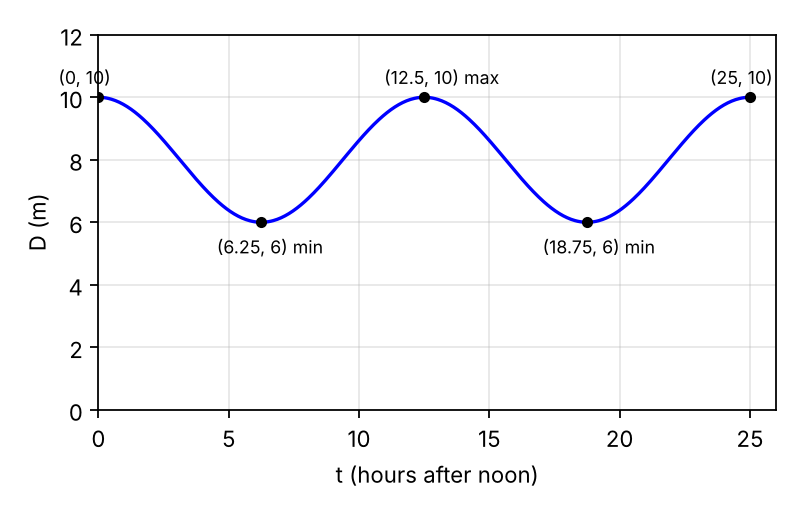 12
(0, 10)
(12.5, 10) max
(25, 10)
10
8
D (m)
6
(6.25, 6) min
(18.75, 6) min
4
2
0
0 5 10 15 20 25
t (hours after noon)